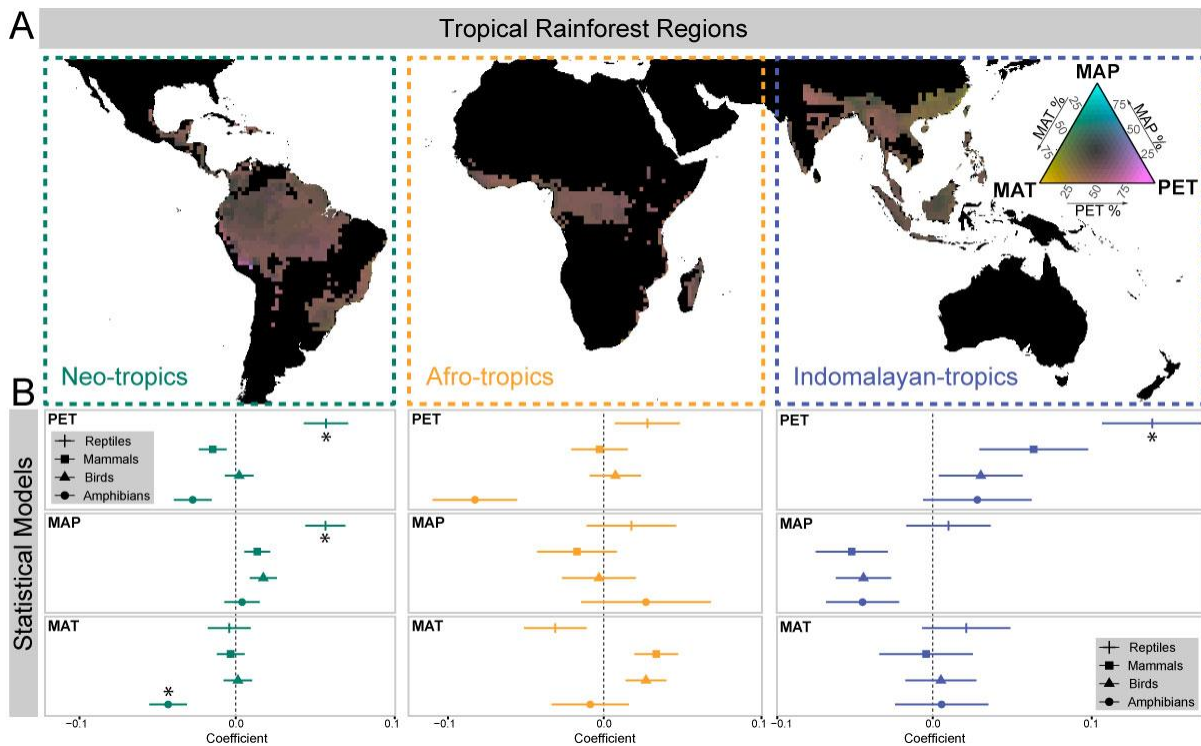 A
Tropical Rainforest Regions
MAP
MAT %
25
50
75
MAP %
75
50
25
MAT
PET
25
50
75
PET %
Neo-tropics
Afro-tropics
Indomalayan-tropics
B
Statistical Models
PET
Reptiles
Mammals
Birds
Amphibians
*
PET
PET
*
MAP
*
MAP
MAT
*
MAT
Reptiles
Mammals
Birds
Amphibians
−0.1
0.0
0.1
Coefficient
−0.1
0.0
0.1
Coefficient
−0.1
0.0
0.1
Coefficient